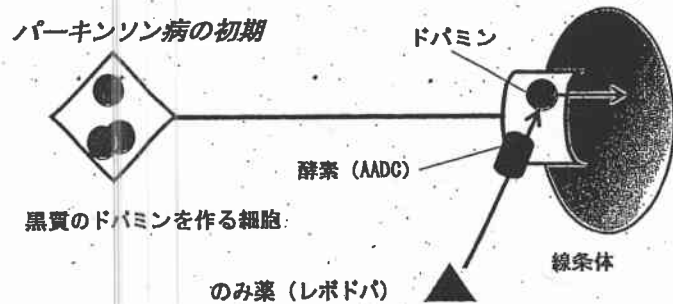 パーキンソン病の初期
ドパミン
酵素 (AADC)
黒質のドパミンを作る細胞
線条体
のみ薬 (レボドパ)